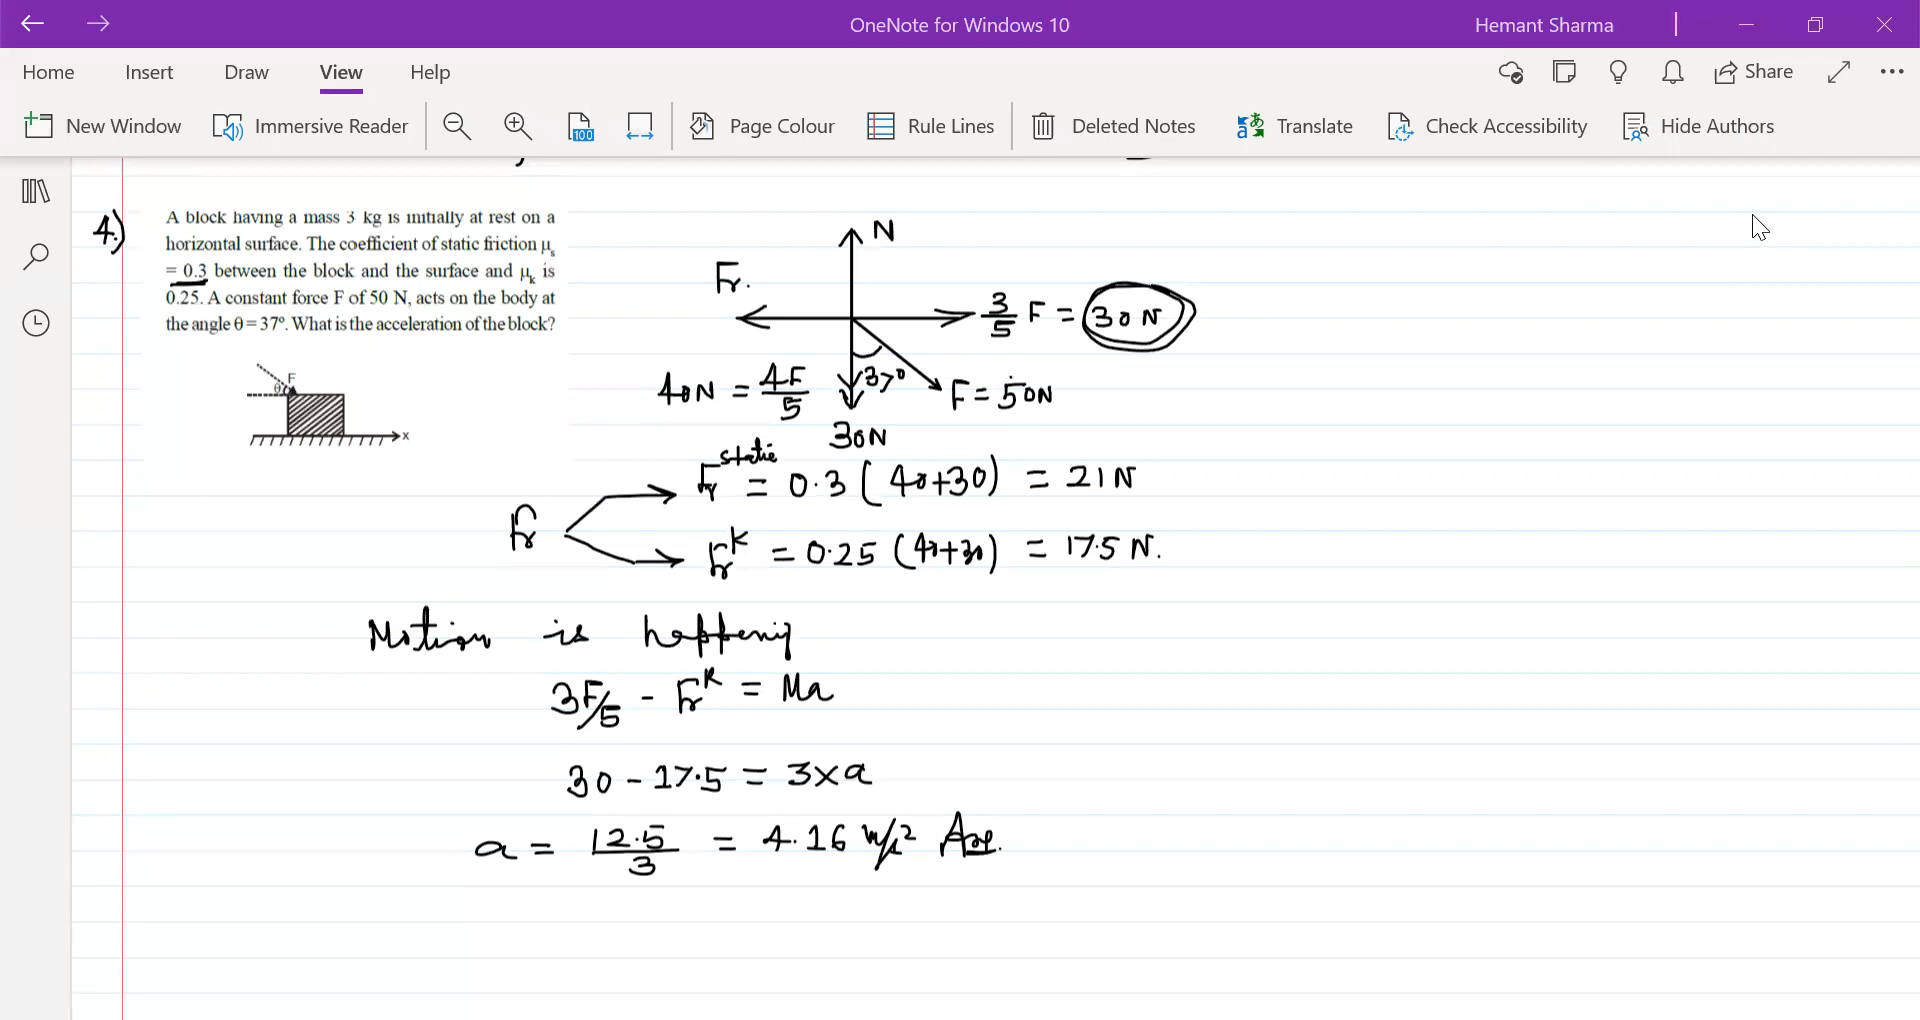 OneNote for Windows 10
Hemant Sharma
Home Insert Draw View Help
Share
New Window Immersive Reader 100 Page Colour Rule Lines Deleted Notes Translate Check Accessibility Hide Authors
4.)
A block having a mass 3 kg is initially at rest on a
horizontal surface. The coefficient of static friction μs
= 0.3 between the block and the surface and μk is
0.25. A constant force F of 50 N, acts on the body at
the angle θ = 37º. What is the acceleration of the block?
F
θ
x
N
Fr.
3/5 F = 30 N
40N = 4F/5
37°
F = 50N
30N
Fr static = 0.3 (40+30) = 21N
Fr
Fr^K = 0.25 (40+30) = 17.5 N.
Motion is happenig
3F/5 - Fr^K = Ma
30 - 17.5 = 3×a
a = 12.5/3 = 4.16 m/s² Ans.